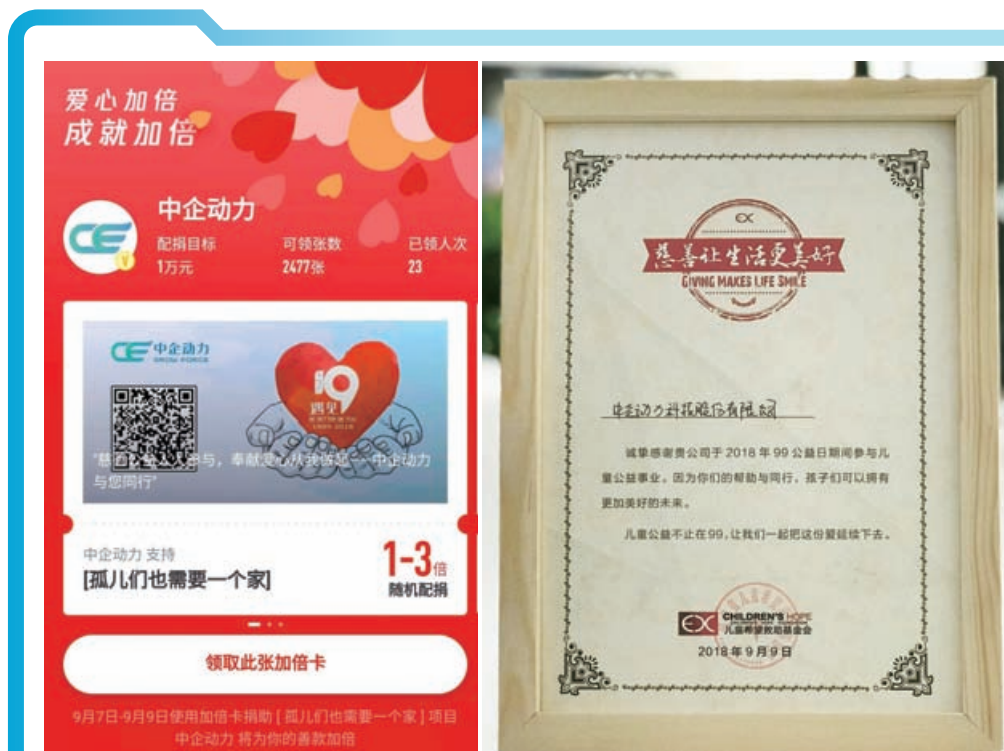 爱心加倍
成就加倍
中企动力
配捐目标
可领张数
已领人次
1万元
2477张
23
中企动力
遇见
与您同行"
中企动力 支持
[孤儿们也需要一个家]
1-3倍
随机配捐
领取此张加倍卡
9月7日-9月9日使用加倍卡捐助 [ 孤儿们也需要一个家 ] 项目
中企动力 将为你的善款加倍
EX
慈善让生活更美好
GIVING MAKES LIFE SMILE
中企动力科技股份有限公司
诚挚感谢贵公司于 2018 年 99 公益日期间参与儿
童公益事业。因为你们的帮助与同行，孩子们可以拥有
更加美好的未来。
儿童公益不止在99，让我们一起把这份爱延续下去。
EX
CHILDREN'S HOPE
儿童希望救助基金会
2018 年 9 月 9 日